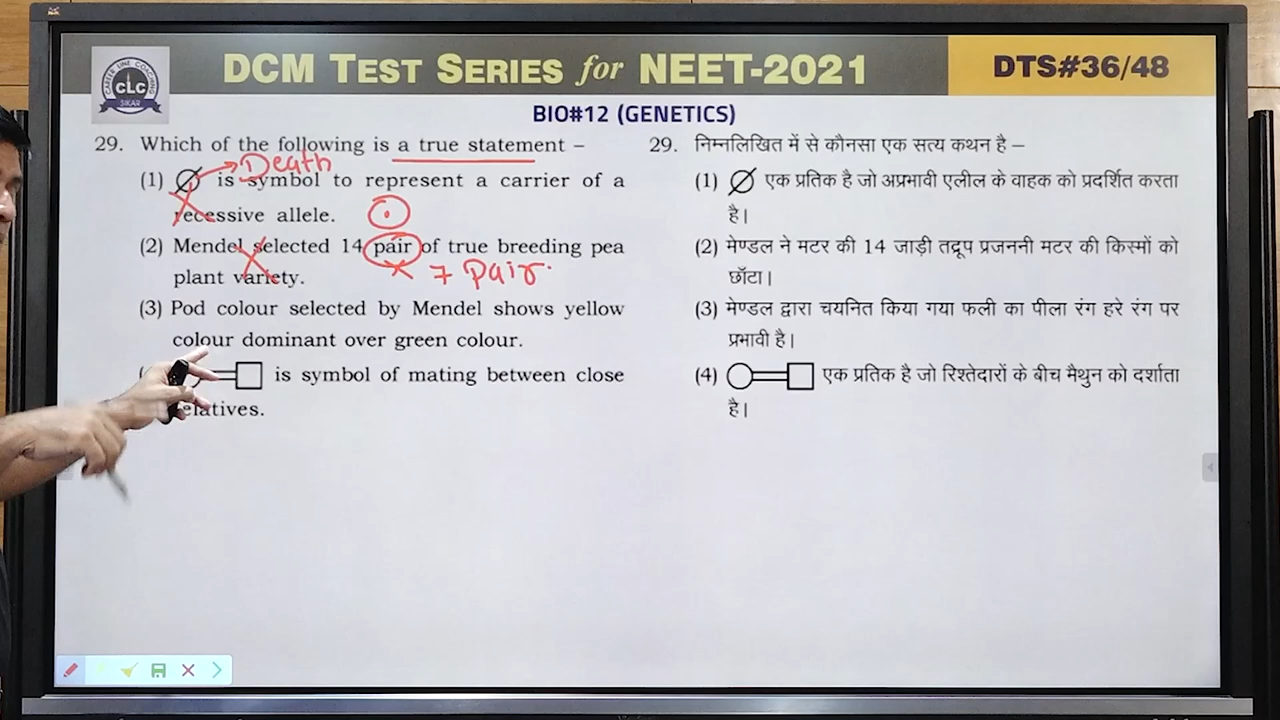 DCM TEST SERIES for NEET-2021
DTS#36/48
CAREER LINE COACHING
CLC
SIKAR
BIO#12 (GENETICS)
29. Which of the following is a true statement –
Death
(1) is symbol to represent a carrier of a
recessive allele.
(2) Mendel selected 14 pair of true breeding pea
plant variety.
7 Pair.
(3) Pod colour selected by Mendel shows yellow
colour dominant over green colour.
is symbol of mating between close
relatives.
29. निम्नलिखित में से कौनसा एक सत्य कथन है –
(1) एक प्रतिक है जो अप्रभावी एलील के वाहक को प्रदर्शित करता
है।
(2) मेण्डल ने मटर की 14 जाड़ी तद्रूप प्रजननी मटर की किस्मों को
छाँटा।
(3) मेण्डल द्वारा चयनित किया गया फली का पीला रंग हरे रंग पर
प्रभावी है।
(4) एक प्रतिक है जो रिश्तेदारों के बीच मैथुन को दर्शाता
है।